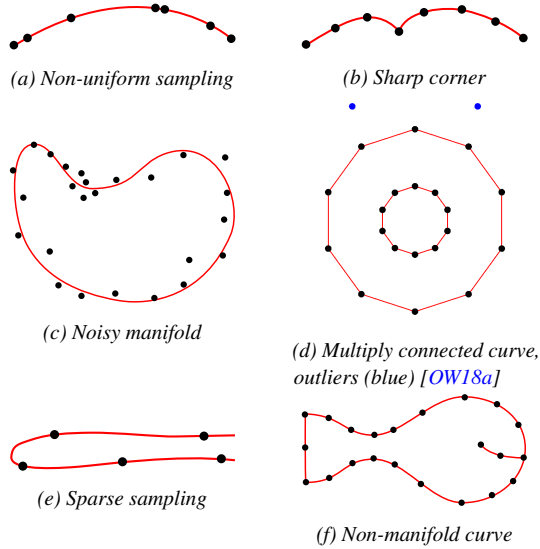 (a) Non-uniform sampling
(b) Sharp corner
(c) Noisy manifold
(d) Multiply connected curve,
outliers (blue) [OW18a]
(e) Sparse sampling
(f) Non-manifold curve